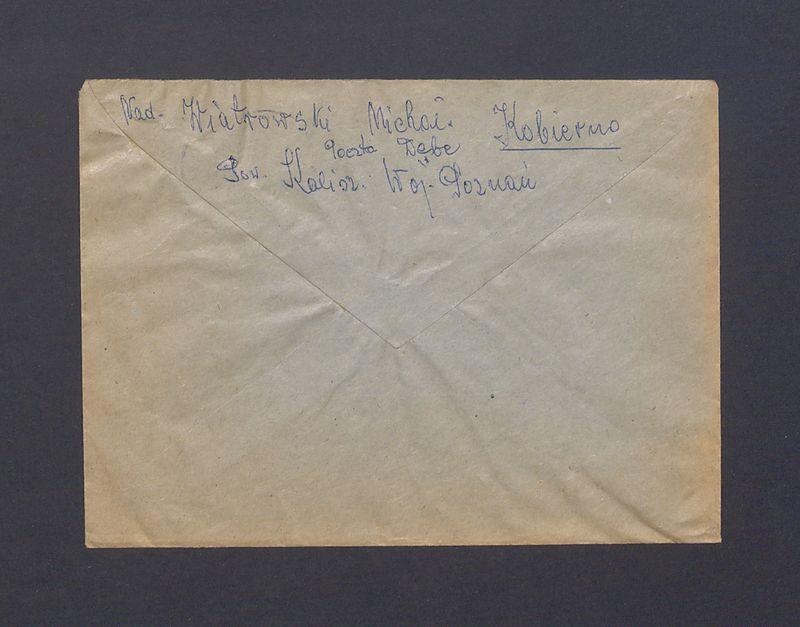 Nad. Wiatrowski Michał. Kobierno
Poczta Dębe
Pow. Kalisz. Woj. Poznań